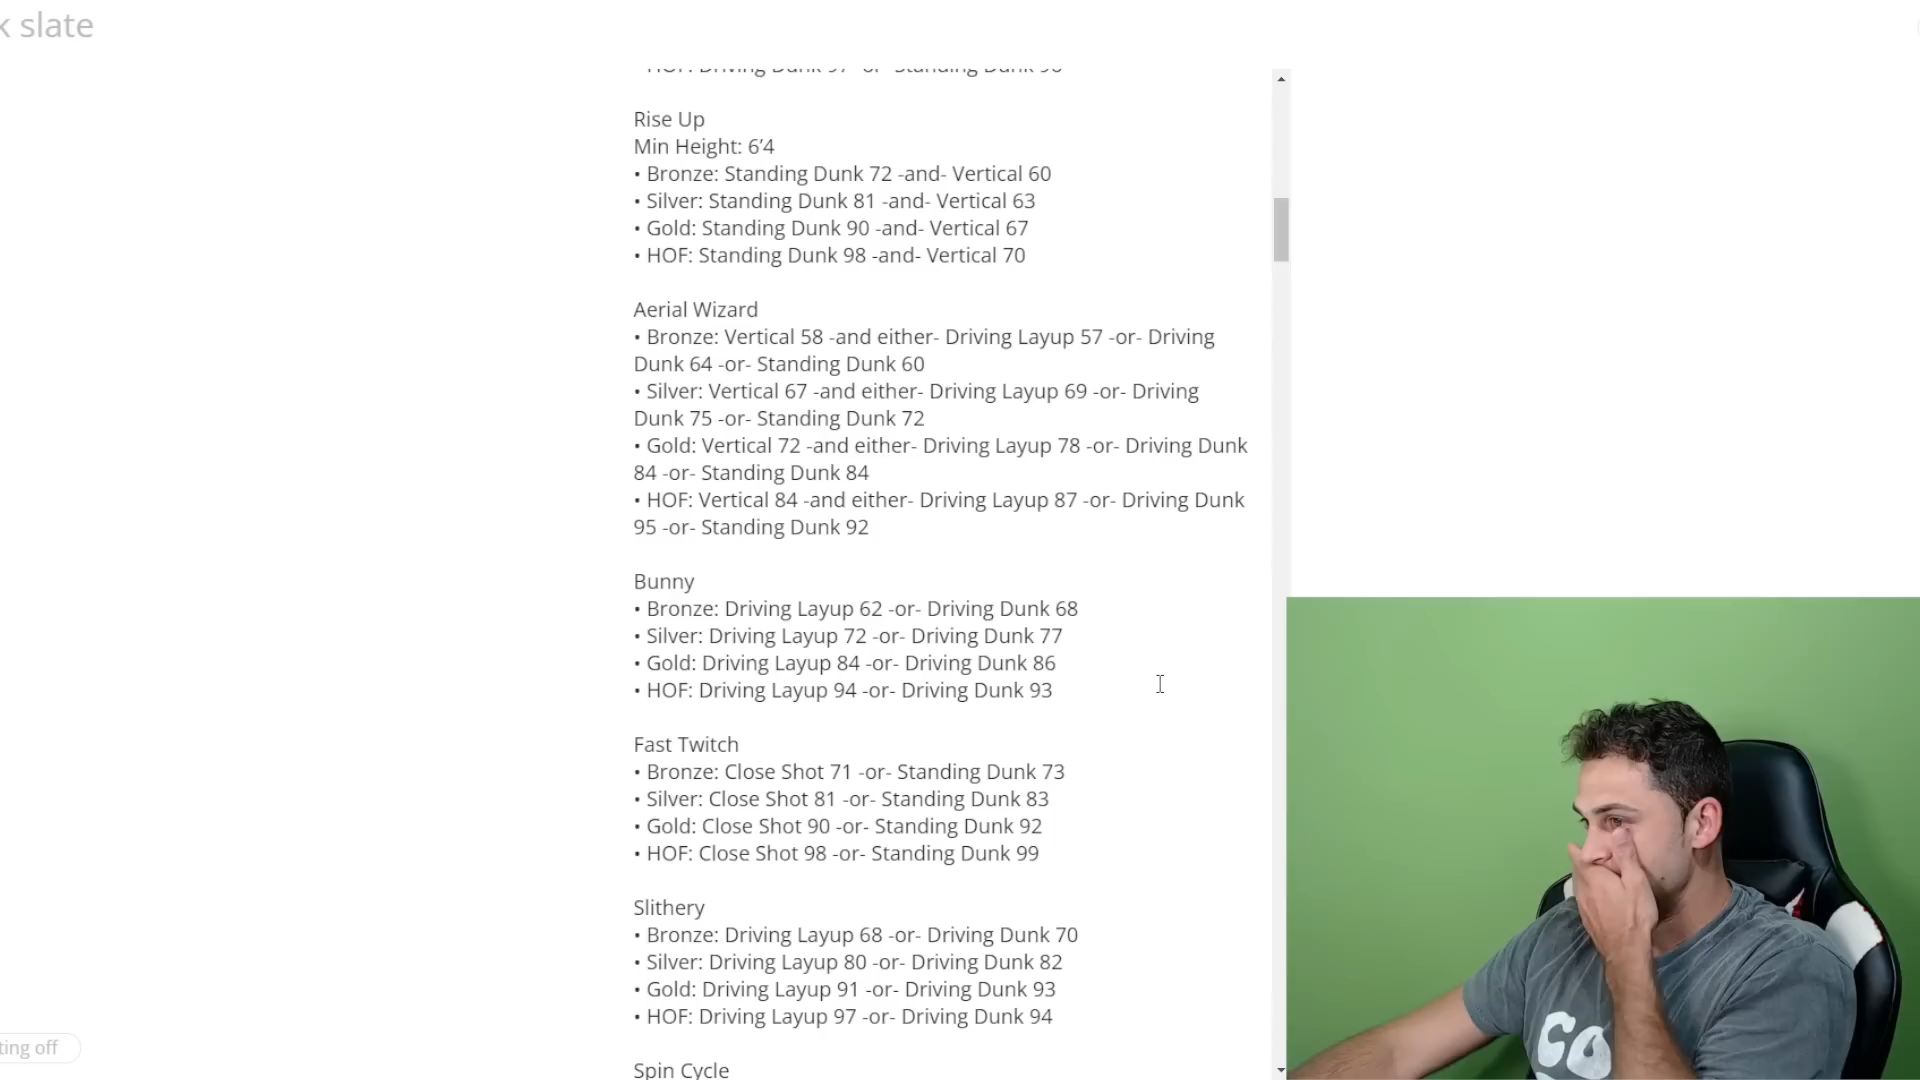 k slate
HOF: Driving Dunk 97 -or- Standing Dunk 96
Rise Up
Min Height: 6’4
• Bronze: Standing Dunk 72 -and- Vertical 60
• Silver: Standing Dunk 81 -and- Vertical 63
• Gold: Standing Dunk 90 -and- Vertical 67
• HOF: Standing Dunk 98 -and- Vertical 70
Aerial Wizard
• Bronze: Vertical 58 -and either- Driving Layup 57 -or- Driving
Dunk 64 -or- Standing Dunk 60
• Silver: Vertical 67 -and either- Driving Layup 69 -or- Driving
Dunk 75 -or- Standing Dunk 72
• Gold: Vertical 72 -and either- Driving Layup 78 -or- Driving Dunk
84 -or- Standing Dunk 84
• HOF: Vertical 84 -and either- Driving Layup 87 -or- Driving Dunk
95 -or- Standing Dunk 92
Bunny
• Bronze: Driving Layup 62 -or- Driving Dunk 68
• Silver: Driving Layup 72 -or- Driving Dunk 77
• Gold: Driving Layup 84 -or- Driving Dunk 86
• HOF: Driving Layup 94 -or- Driving Dunk 93
Fast Twitch
• Bronze: Close Shot 71 -or- Standing Dunk 73
• Silver: Close Shot 81 -or- Standing Dunk 83
• Gold: Close Shot 90 -or- Standing Dunk 92
• HOF: Close Shot 98 -or- Standing Dunk 99
Slithery
• Bronze: Driving Layup 68 -or- Driving Dunk 70
• Silver: Driving Layup 80 -or- Driving Dunk 82
• Gold: Driving Layup 91 -or- Driving Dunk 93
• HOF: Driving Layup 97 -or- Driving Dunk 94
Spin Cycle
ting off